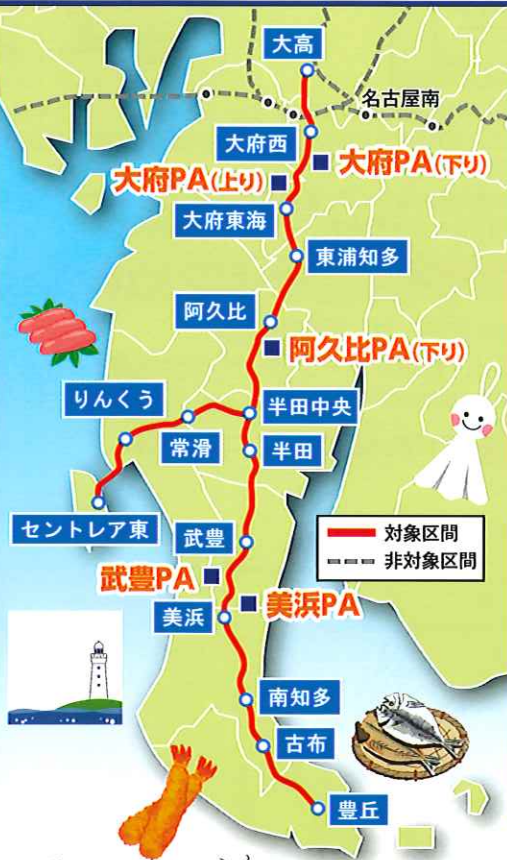 大高
名古屋南
大府西
大府PA(下り)
大府PA(上り)
大府東海
東浦知多
阿久比
阿久比PA(下り)
りんくう
半田中央
常滑
半田
セントレア東
武豊
対象区間
非対象区間
武豊PA
美浜PA
美浜
南知多
古布
豊丘